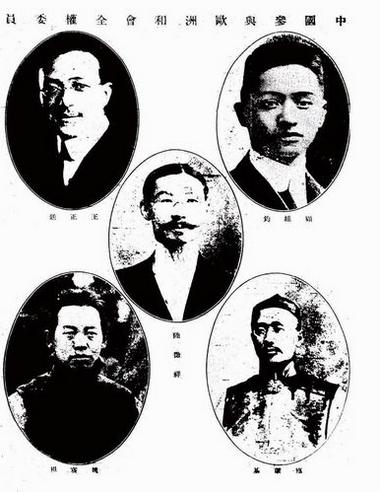 中國參與歐洲和會全權委員
顧維鈞
王正廷
陸徵祥
施肇基
魏宸組